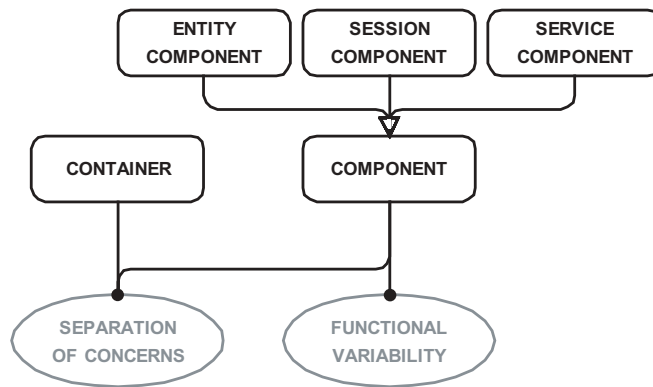 ENTITY
COMPONENT
SESSION
COMPONENT
SERVICE
COMPONENT
CONTAINER
COMPONENT
SEPARATION
OF CONCERNS
FUNCTIONAL
VARIABILITY